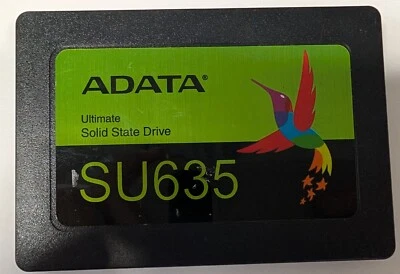 ADATA®
Ultimate
Solid State Drive
SU635